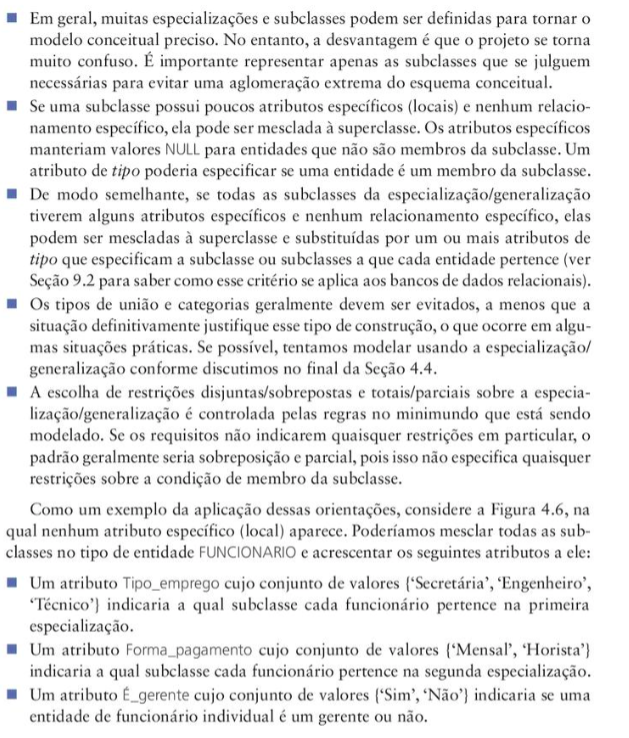 ■ Em geral, muitas especializações e subclasses podem ser definidas para tornar o
modelo conceitual preciso. No entanto, a desvantagem é que o projeto se torna
muito confuso. É importante representar apenas as subclasses que se julguem
necessárias para evitar uma aglomeração extrema do esquema conceitual.
■ Se uma subclasse possui poucos atributos específicos (locais) e nenhum relacio-
namento específico, ela pode ser mesclada à superclasse. Os atributos específicos
manteriam valores NULL para entidades que não são membros da subclasse. Um
atributo de tipo poderia especificar se uma entidade é um membro da subclasse.
■ De modo semelhante, se todas as subclasses da especialização/generalização
tiverem alguns atributos específicos e nenhum relacionamento específico, elas
podem ser mescladas à superclasse e substituídas por um ou mais atributos de
tipo que especificam a subclasse ou subclasses a que cada entidade pertence (ver
Seção 9.2 para saber como esse critério se aplica aos bancos de dados relacionais).
■ Os tipos de união e categorias geralmente devem ser evitados, a menos que a
situação definitivamente justifique esse tipo de construção, o que ocorre em algu-
mas situações práticas. Se possível, tentamos modelar usando a especialização/
generalização conforme discutimos no final da Seção 4.4.
■ A escolha de restrições disjuntas/sobrepostas e totais/parciais sobre a especia-
lização/generalização é controlada pelas regras no minimundo que está sendo
modelado. Se os requisitos não indicarem quaisquer restrições em particular, o
padrão geralmente seria sobreposição e parcial, pois isso não especifica quaisquer
restrições sobre a condição de membro da subclasse.
Como um exemplo da aplicação dessas orientações, considere a Figura 4.6, na
qual nenhum atributo específico (local) aparece. Poderíamos mesclar todas as sub-
classes no tipo de entidade FUNCIONARIO e acrescentar os seguintes atributos a ele:
■ Um atributo Tipo_emprego cujo conjunto de valores {‘Secretária’, ‘Engenheiro’,
‘Técnico’} indicaria a qual subclasse cada funcionário pertence na primeira
especialização.
■ Um atributo Forma_pagamento cujo conjunto de valores {‘Mensal’, ‘Horista’}
indicaria a qual subclasse cada funcionário pertence na segunda especialização.
■ Um atributo É_gerente cujo conjunto de valores {‘Sim’, ‘Não’} indicaria se uma
entidade de funcionário individual é um gerente ou não.